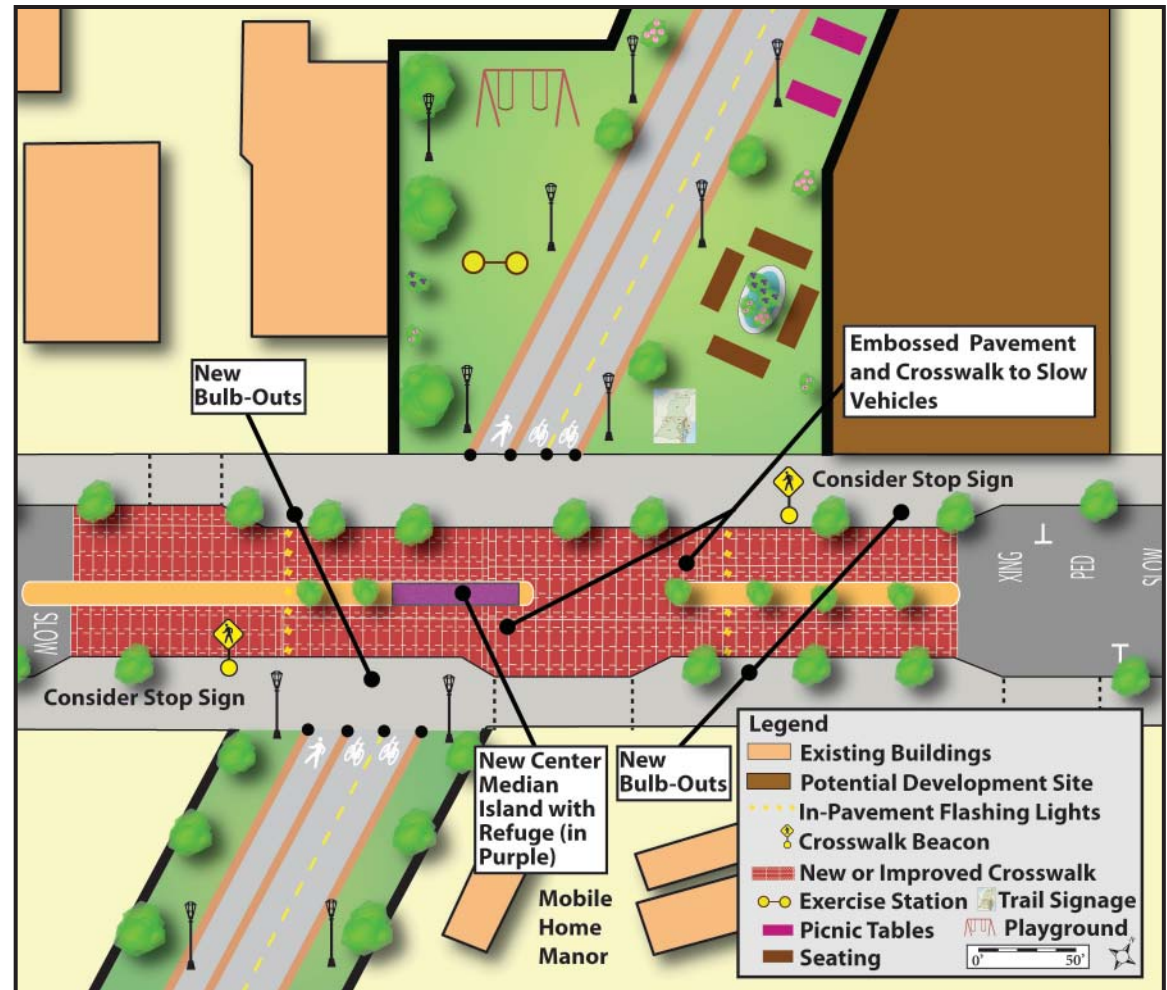 New
Bulb-Outs
Embossed Pavement
and Crosswalk to Slow
Vehicles
Consider Stop Sign
XING
PED
SLOW
SLOW
Consider Stop Sign
New Center
Median
Island with
Refuge (in
Purple)
New
Bulb-Outs
Mobile
Home
Manor
Legend
Existing Buildings
Potential Development Site
In-Pavement Flashing Lights
Crosswalk Beacon
New or Improved Crosswalk
Exercise Station Trail Signage
Picnic Tables Playground
Seating 0' 50'